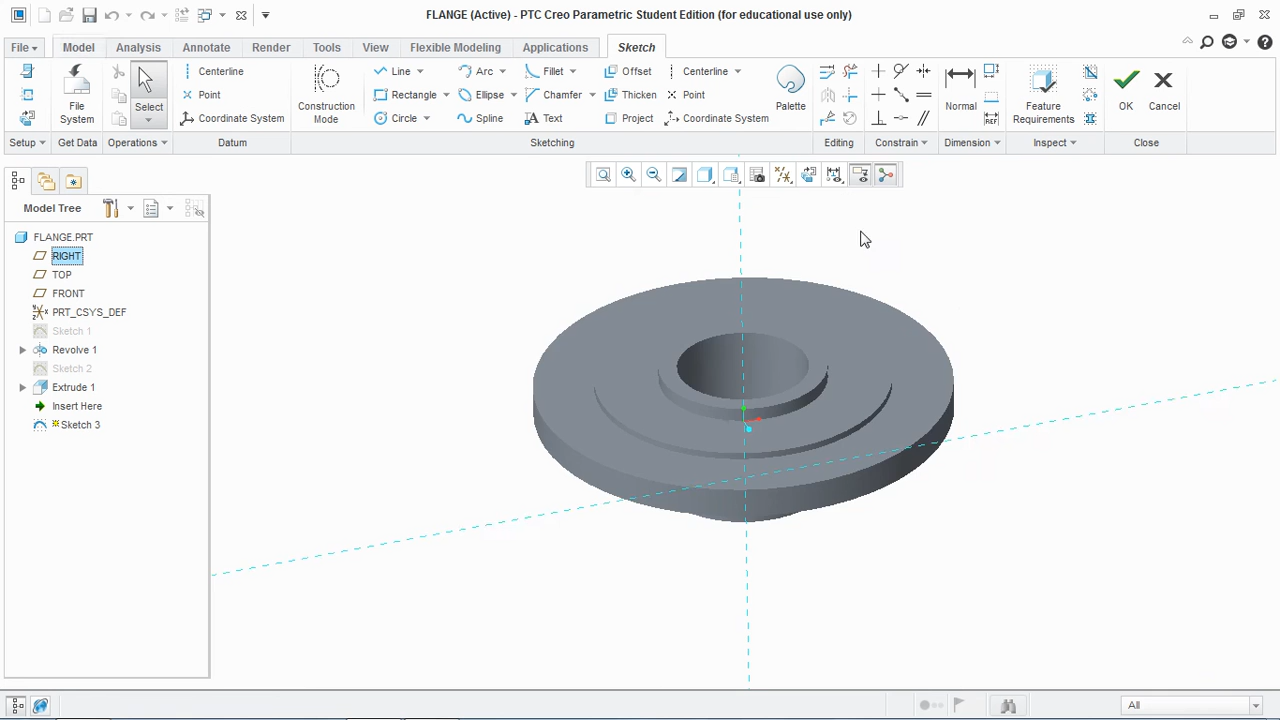 FLANGE (Active) - PTC Creo Parametric Student Edition (for educational use only)
File Model Analysis Annotate Render Tools View Flexible Modeling Applications Sketch
Centerline Line Arc Fillet Offset Centerline
Point Rectangle Ellipse Chamfer Thicken Point
File System Select Coordinate System Construction Mode Circle Spline Text Project Coordinate System Palette Normal Feature Requirements OK Cancel
Setup Get Data Operations Datum Sketching Editing Constrain Dimension Inspect Close
Model Tree
FLANGE.PRT
RIGHT
TOP
FRONT
PRT_CSYS_DEF
Sketch 1
Revolve 1
Sketch 2
Extrude 1
Insert Here
Sketch 3
All